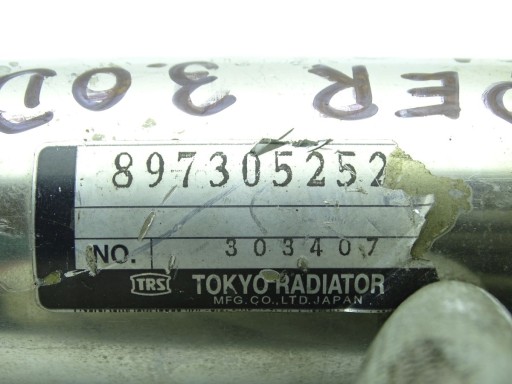 897305252
NO. 303407
TRS TOKYO RADIATOR
MFG.CO.,LTD.JAPAN